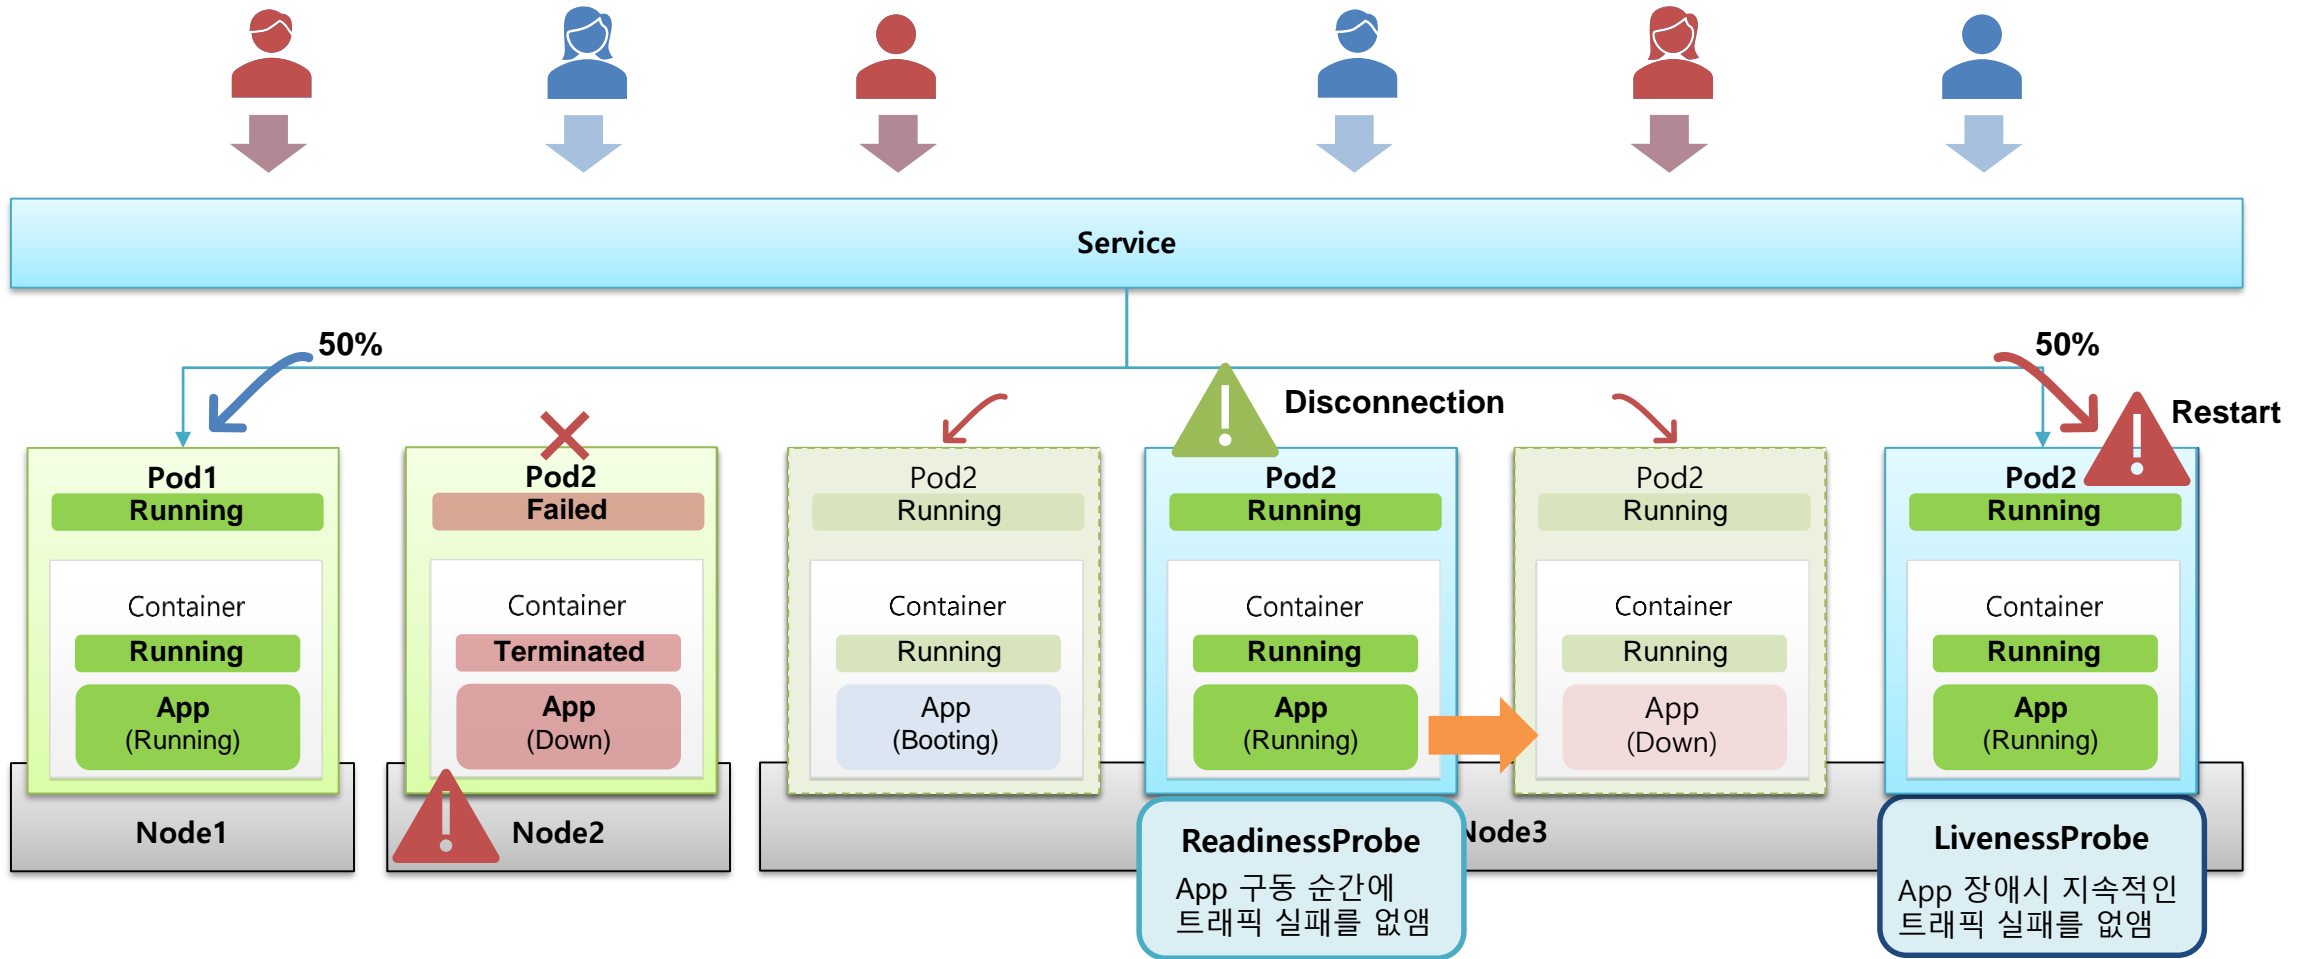 Service
50%
50%
Disconnection
Restart
Pod1
Running
Container
Running
App
(Running)
Node1
Pod2
Failed
Container
Terminated
App
(Down)
Node2
Pod2
Running
Container
Running
App
(Booting)
Pod2
Running
Container
Running
App
(Running)
Pod2
Running
Container
Running
App
(Down)
Pod2
Running
Container
Running
App
(Running)
Node3
ReadinessProbe
App 구동 순간에
트래픽 실패를 없앰
LivenessProbe
App 장애시 지속적인
트래픽 실패를 없앰